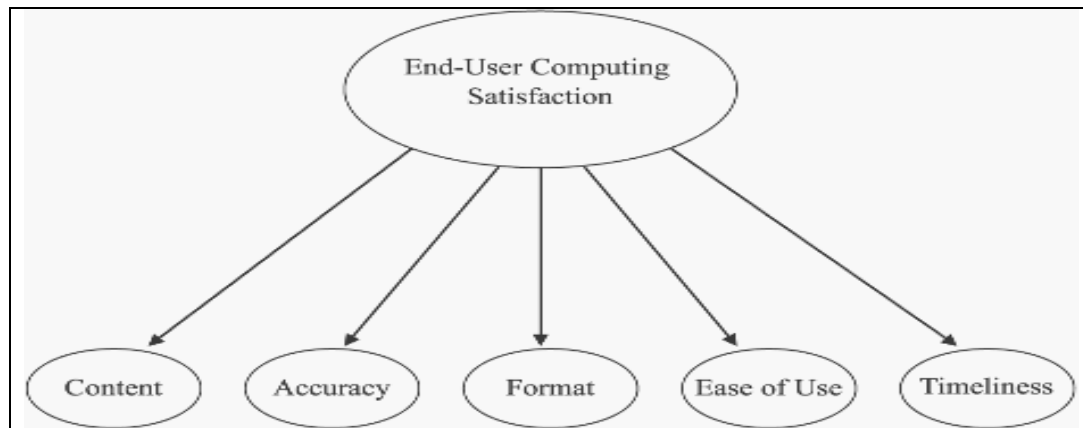 End-User Computing
Satisfaction
Content
Accuracy
Format
Ease of Use
Timeliness